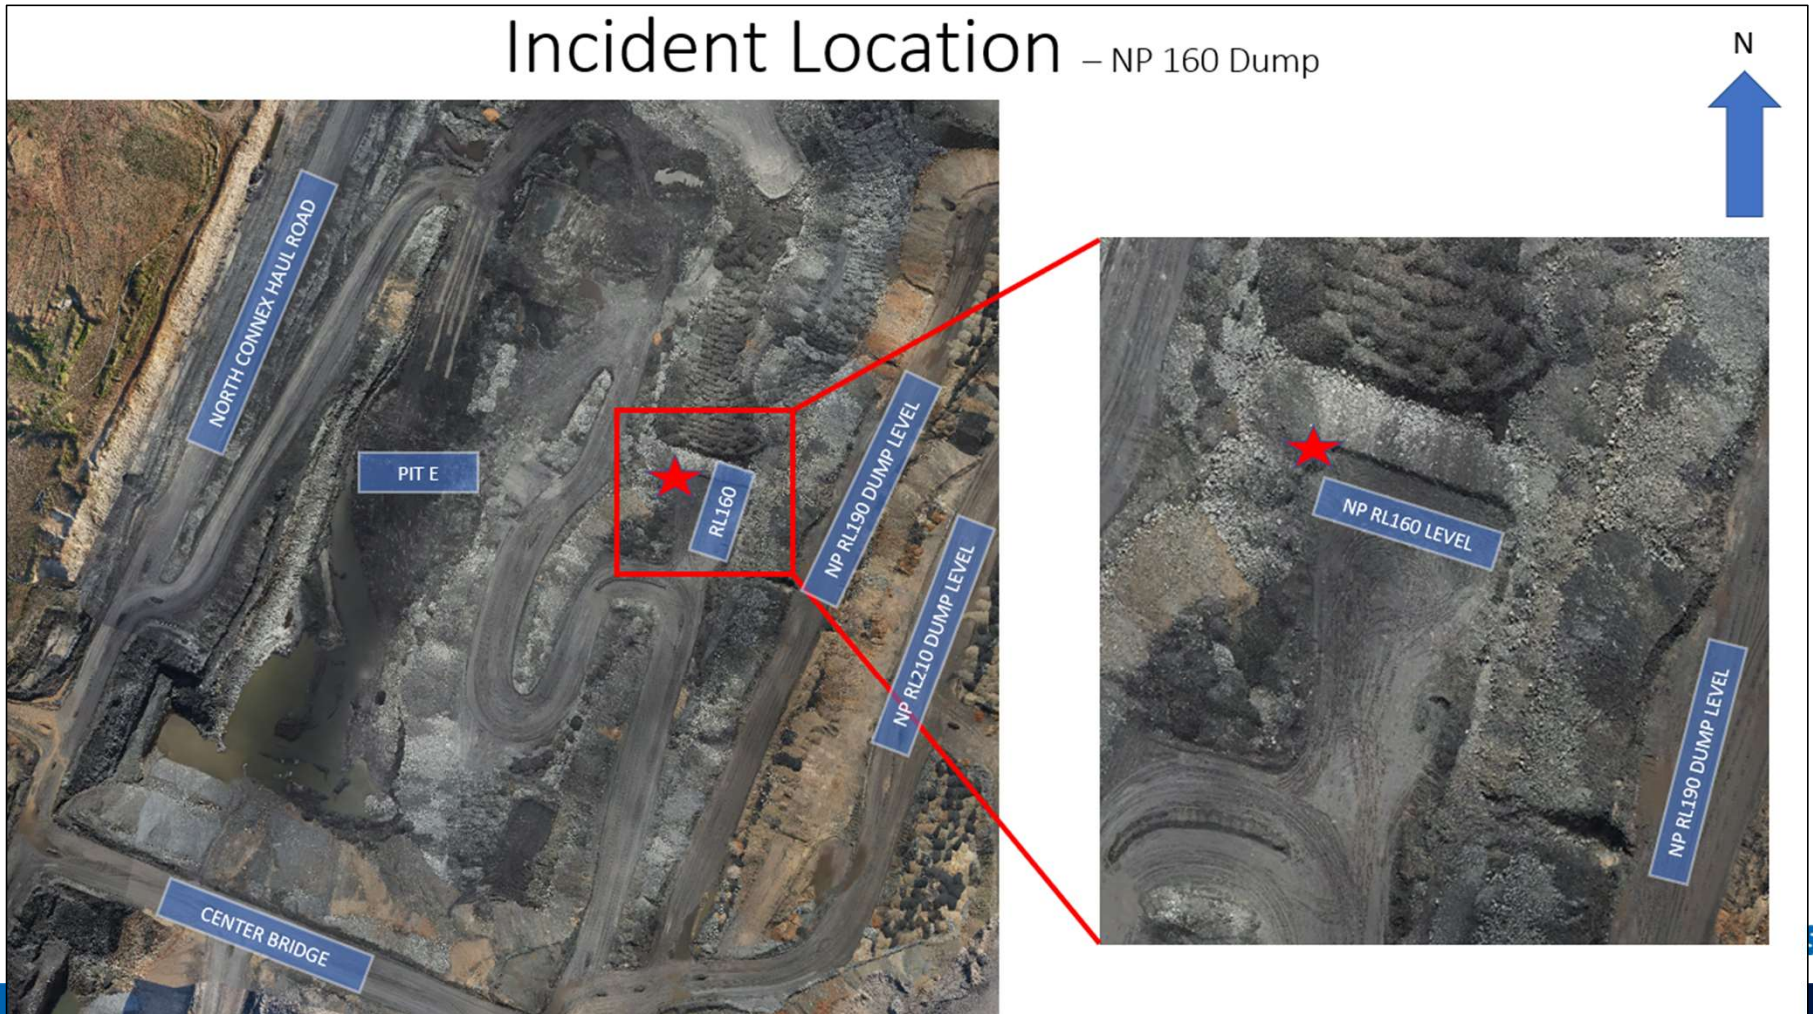 Incident Location – NP 160 Dump
N
NORTH CONNEX HAUL ROAD
PIT E
RL160
NP RL190 DUMP LEVEL
NP RL210 DUMP LEVEL
CENTER BRIDGE
NP RL160 LEVEL
NP RL190 DUMP LEVEL